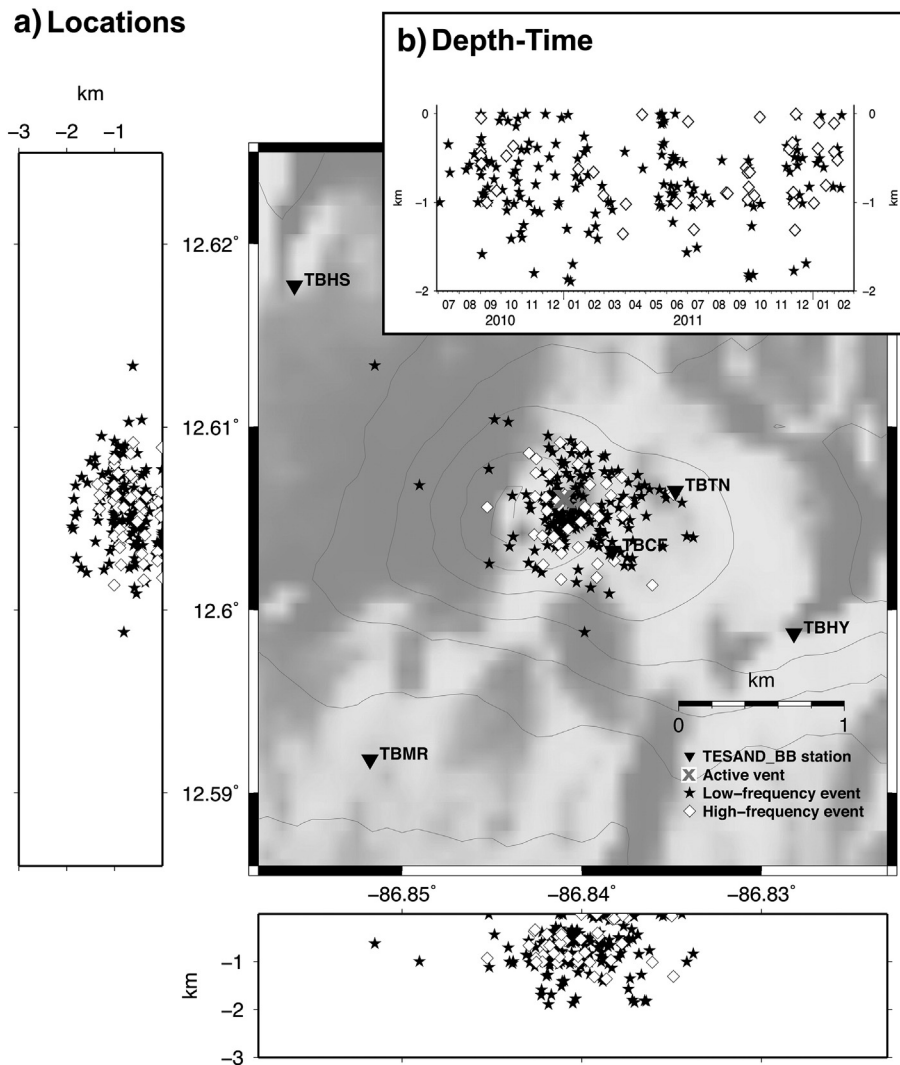 a) Locations
b) Depth-Time
km
−3 −2 −1
0 0
km −1 −1 km
−2 −2
07 08 09 10 11 12 01 02 03 04 05 06 07 08 09 10 11 12 01 02
2010 2011
12.62°
TBHS
12.61°
TBTN
TBCF
12.6°
TBHY
km
0 1
TBMR
TESAND_BB station
Active vent
Low−frequency event
High−frequency event
12.59°
−86.85° −86.84° −86.83°
−1
km
−2
−3